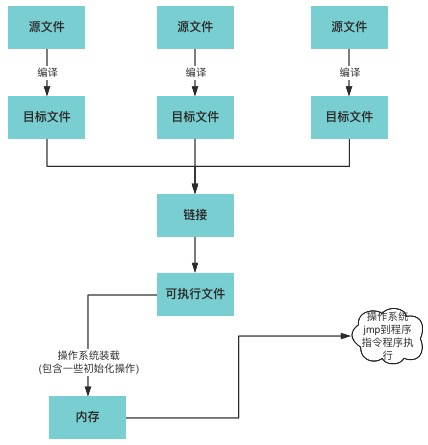 源文件
源文件
源文件
编译
编译
编译
目标文件
目标文件
目标文件
链接
可执行文件
操作系统
jmp到程序
指令程序执
行
操作系统装载
(包含一些初始化操作)
内存